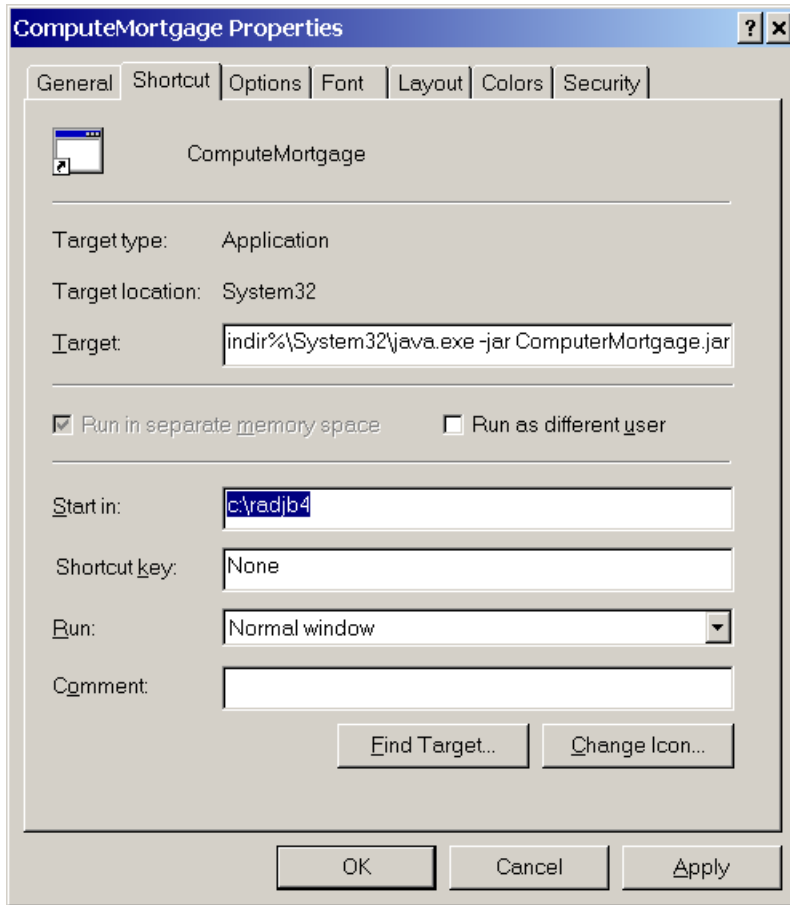 ComputeMortgage Properties
General Shortcut Options Font Layout Colors Security
ComputeMortgage
Target type: Application
Target location: System32
Target: indir%\System32\java.exe -jar ComputerMortgage.jar
Run in separate memory space Run as different user
Start in: c:\radjb4
Shortcut key: None
Run: Normal window
Comment:
Find Target... Change Icon...
OK Cancel Apply